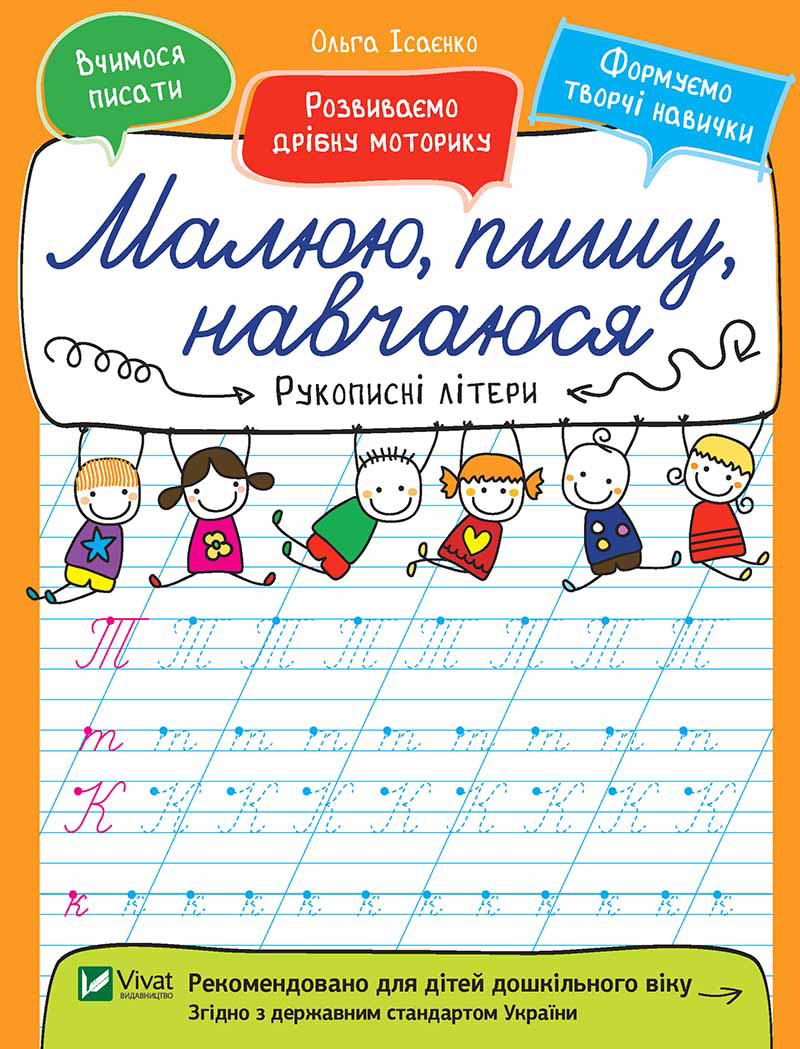 Ольга Ісаєнко
Вчимося
писати
Розвиваємо
дрібну моторику
Формуємо
творчі навички
Малюю, пишу,
навчаюся
Рукописні літери
Т Т Т Т Т Т Т Т
т т т т т т т т т
К К К К К К К К К
к к к к к к к к к к к к
Vivat
ВИДАВНИЦТВО
Рекомендовано для дітей дошкільного віку
Згідно з державним стандартом України